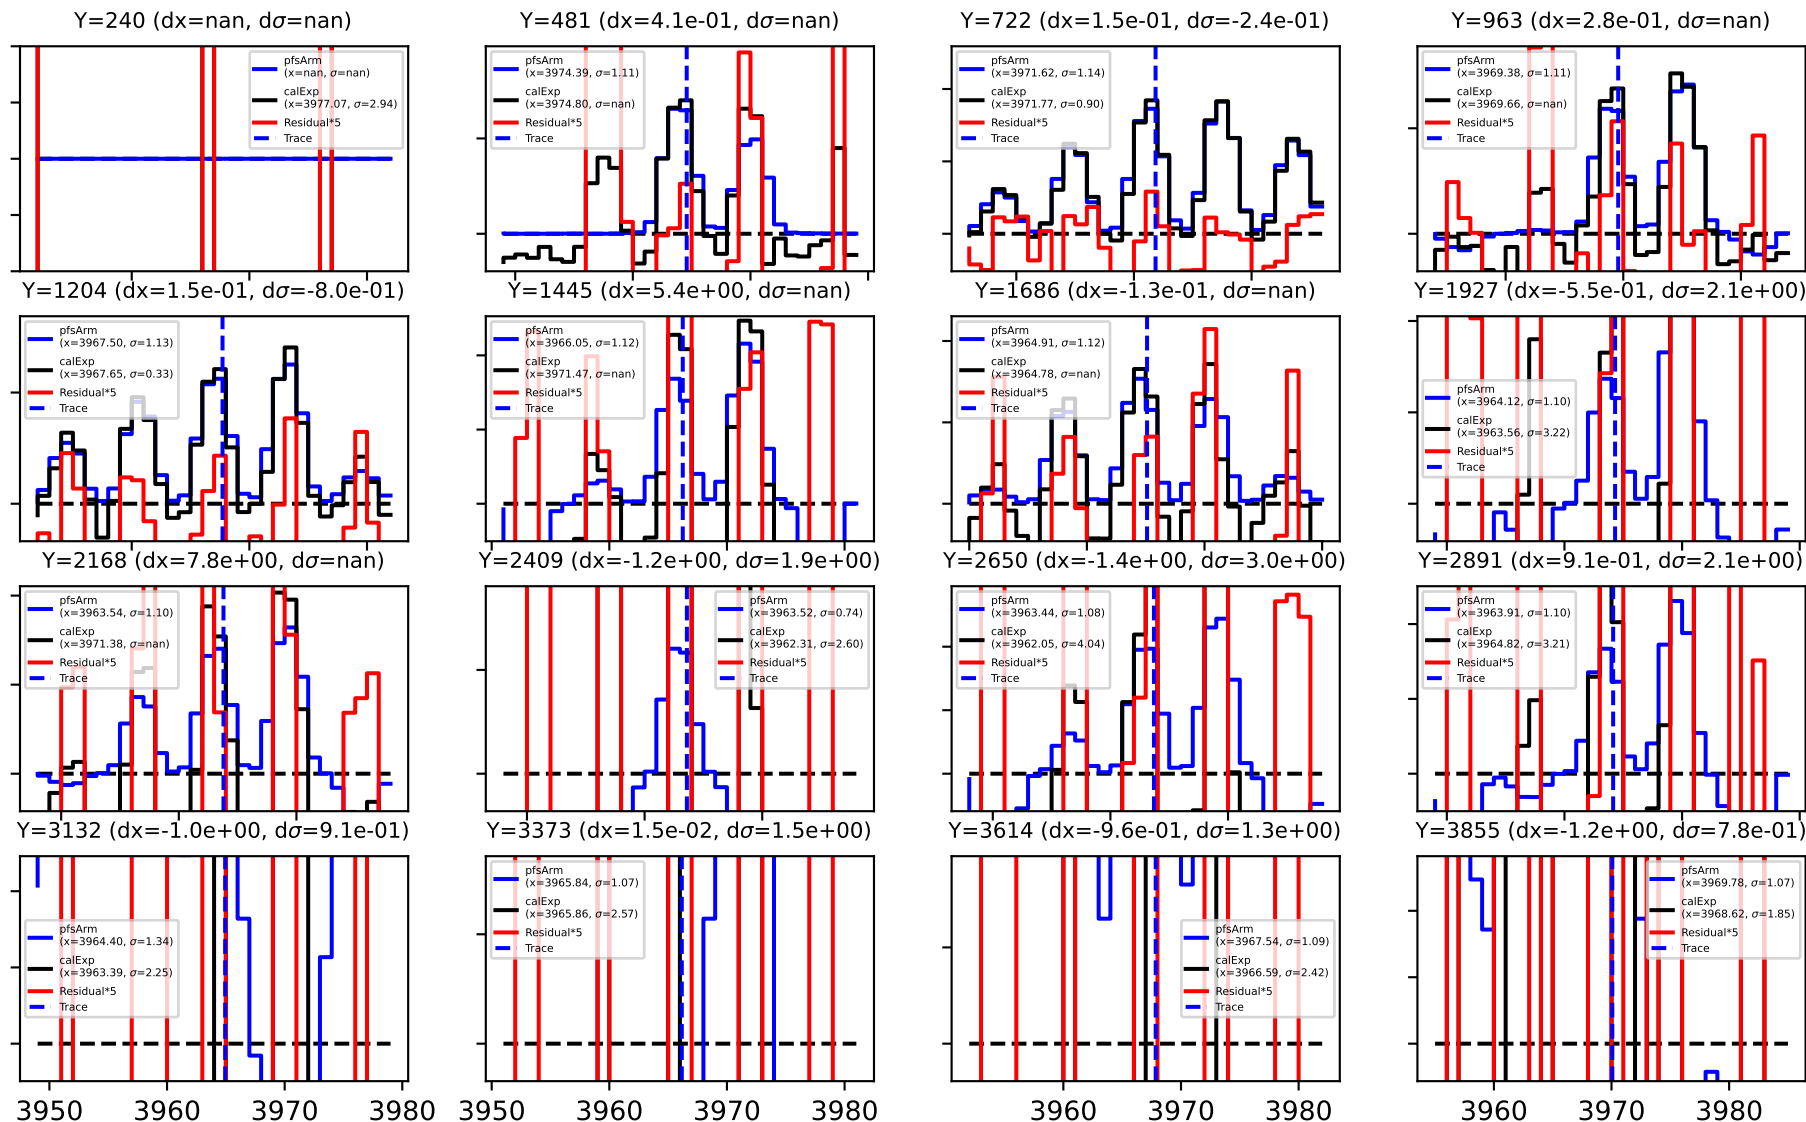 Y=240 (dx=nan, dσ=nan)
pfsArm
(x=nan, σ=nan)
calExp
(x=3977.07, σ=2.94)
Residual*5
Trace
Y=481 (dx=4.1e-01, dσ=nan)
pfsArm
(x=3974.39, σ=1.11)
calExp
(x=3974.80, σ=nan)
Residual*5
Trace
Y=722 (dx=1.5e-01, dσ=-2.4e-01)
pfsArm
(x=3971.62, σ=1.14)
calExp
(x=3971.77, σ=0.90)
Residual*5
Trace
Y=963 (dx=2.8e-01, dσ=nan)
pfsArm
(x=3969.38, σ=1.11)
calExp
(x=3969.66, σ=nan)
Residual*5
Trace
Y=1204 (dx=1.5e-01, dσ=-8.0e-01)
pfsArm
(x=3967.50, σ=1.13)
calExp
(x=3967.65, σ=0.33)
Residual*5
Trace
Y=1445 (dx=5.4e+00, dσ=nan)
pfsArm
(x=3966.05, σ=1.12)
calExp
(x=3971.47, σ=nan)
Residual*5
Trace
Y=1686 (dx=-1.3e-01, dσ=nan)
pfsArm
(x=3964.91, σ=1.12)
calExp
(x=3964.78, σ=nan)
Residual*5
Trace
Y=1927 (dx=-5.5e-01, dσ=2.1e+00)
pfsArm
(x=3964.12, σ=1.10)
calExp
(x=3963.56, σ=3.22)
Residual*5
Trace
Y=2168 (dx=7.8e+00, dσ=nan)
pfsArm
(x=3963.54, σ=1.10)
calExp
(x=3971.38, σ=nan)
Residual*5
Trace
Y=2409 (dx=-1.2e+00, dσ=1.9e+00)
pfsArm
(x=3963.52, σ=0.74)
calExp
(x=3962.31, σ=2.60)
Residual*5
Trace
Y=2650 (dx=-1.4e+00, dσ=3.0e+00)
pfsArm
(x=3963.44, σ=1.08)
calExp
(x=3962.05, σ=4.04)
Residual*5
Trace
Y=2891 (dx=9.1e-01, dσ=2.1e+00)
pfsArm
(x=3963.91, σ=1.10)
calExp
(x=3964.82, σ=3.21)
Residual*5
Trace
Y=3132 (dx=-1.0e+00, dσ=9.1e-01)
pfsArm
(x=3964.40, σ=1.34)
calExp
(x=3963.39, σ=2.25)
Residual*5
Trace
3950 3960 3970 3980
Y=3373 (dx=1.5e-02, dσ=1.5e+00)
pfsArm
(x=3965.84, σ=1.07)
calExp
(x=3965.86, σ=2.57)
Residual*5
Trace
3950 3960 3970 3980
Y=3614 (dx=-9.6e-01, dσ=1.3e+00)
pfsArm
(x=3967.54, σ=1.09)
calExp
(x=3966.59, σ=2.42)
Residual*5
Trace
3960 3970 3980
Y=3855 (dx=-1.2e+00, dσ=7.8e-01)
pfsArm
(x=3969.78, σ=1.07)
calExp
(x=3968.62, σ=1.85)
Residual*5
Trace
3960 3970 3980